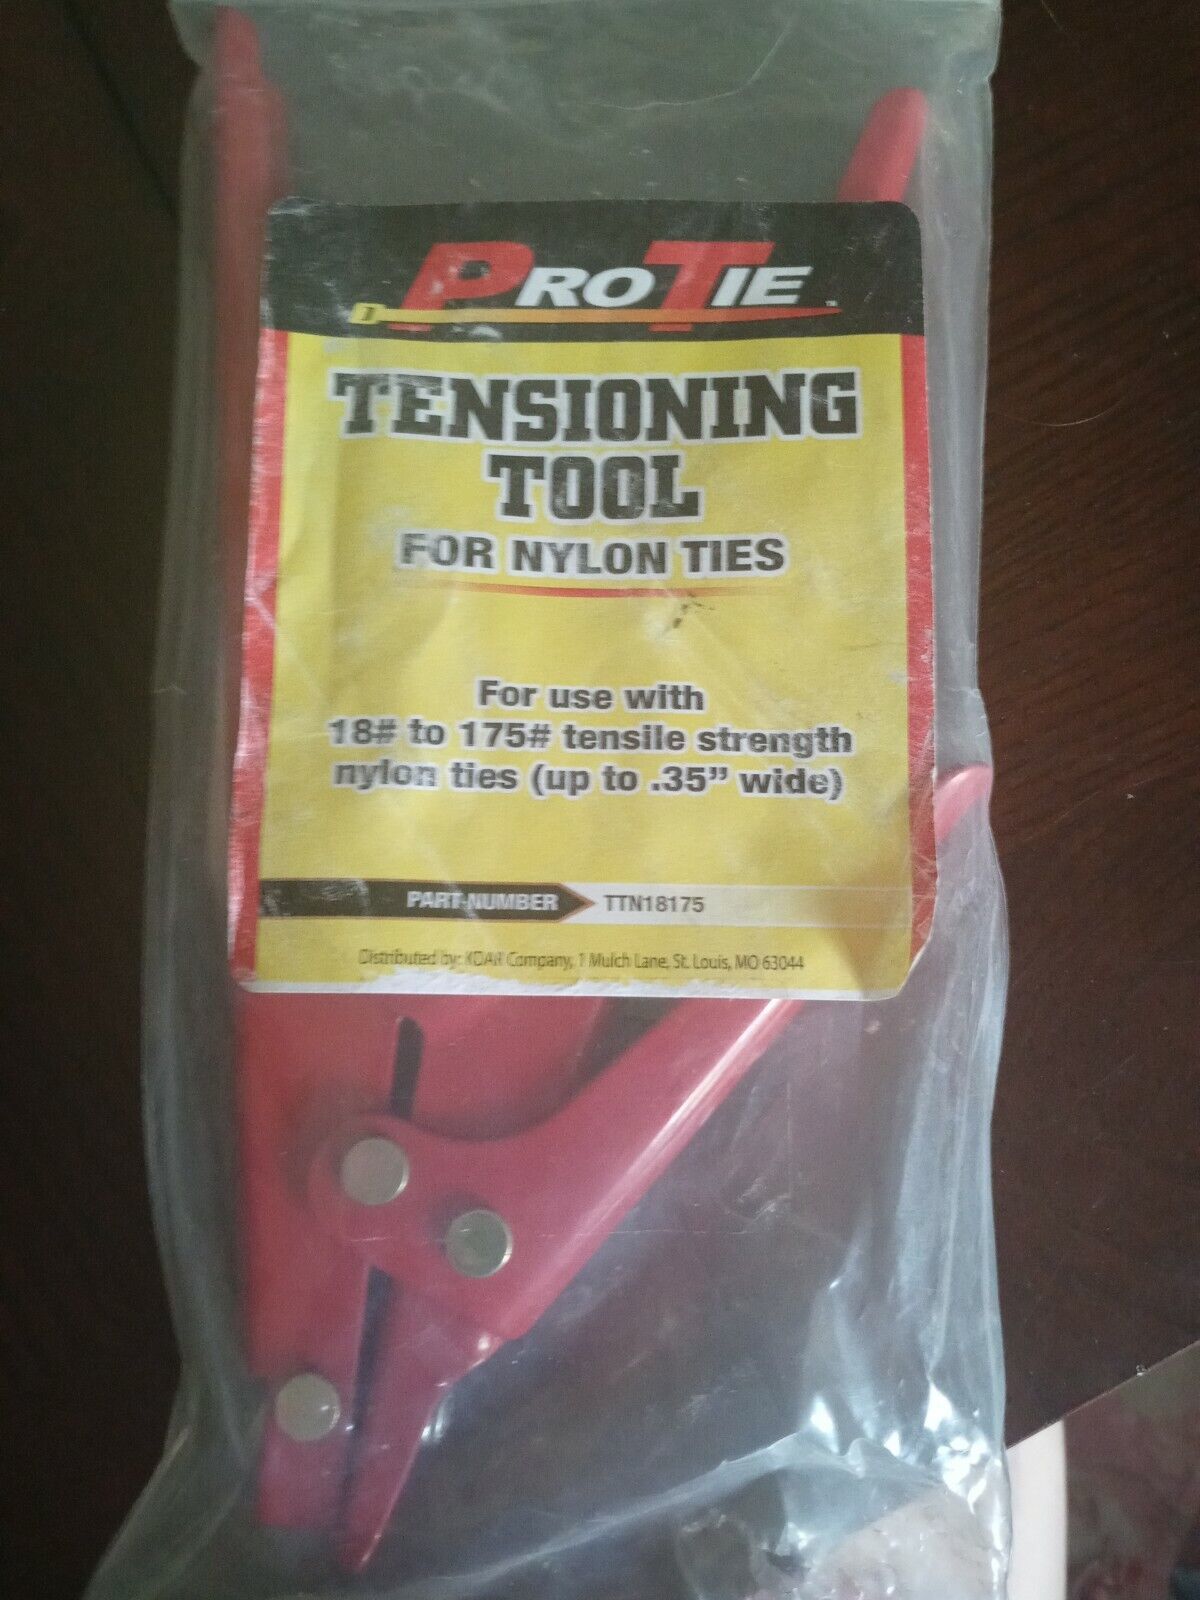 PROTIE™
TENSIONING
TOOL
FOR NYLON TIES
For use with
18# to 175# tensile strength
nylon ties (up to .35” wide)
PART NUMBER TTN18175
Distributed by: KDAR Company, 1 Mulch Lane, St. Louis, MO 63044